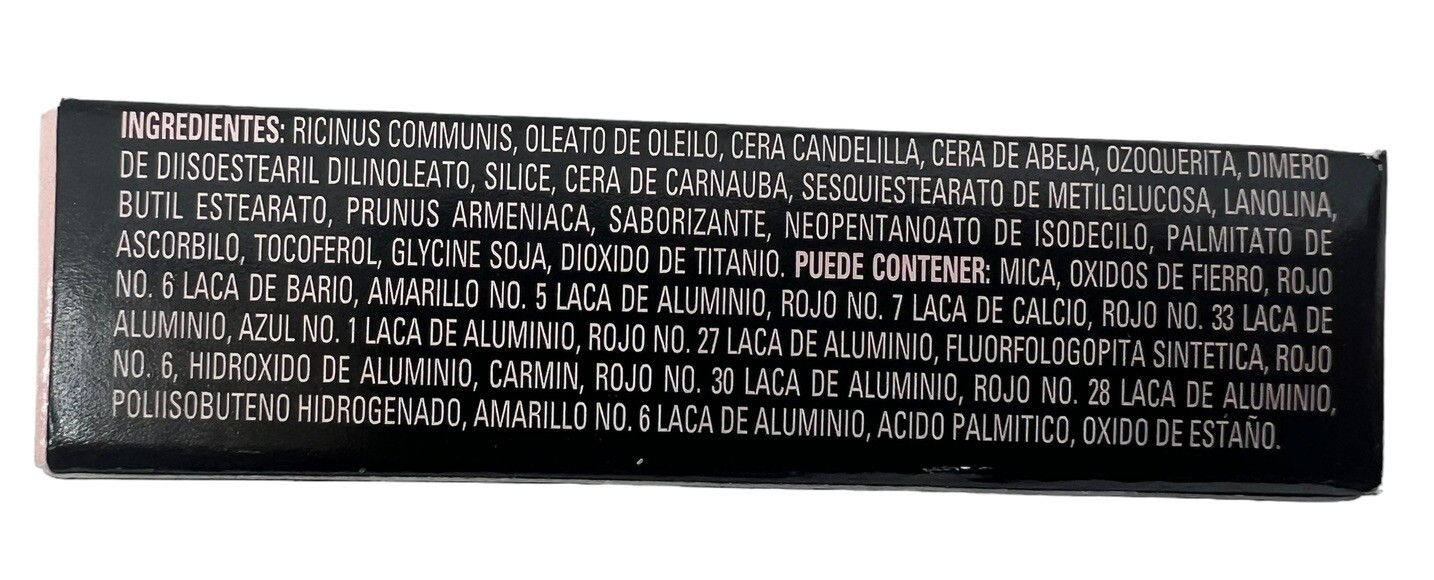 INGREDIENTES: RICINUS COMMUNIS, OLEATO DE OLEILO, CERA CANDELILLA, CERA DE ABEJA, OZOQUERITA, DIMERO
DE DIISOESTEARIL DILINOLEATO, SILICE, CERA DE CARNAUBA, SESQUIESTEARATO DE METILGLUCOSA, LANOLINA,
BUTIL ESTEARATO, PRUNUS ARMENIACA, SABORIZANTE, NEOPENTANOATO DE ISODECILO, PALMITATO DE
ASCORBILO, TOCOFEROL, GLYCINE SOJA, DIOXIDO DE TITANIO. PUEDE CONTENER: MICA, OXIDOS DE FIERRO, ROJO
NO. 6 LACA DE BARIO, AMARILLO NO. 5 LACA DE ALUMINIO, ROJO NO. 7 LACA DE CALCIO, ROJO NO. 33 LACA DE
ALUMINIO, AZUL NO. 1 LACA DE ALUMINIO, ROJO NO. 27 LACA DE ALUMINIO, FLUORFOLOGOPITA SINTETICA, ROJO
NO. 6, HIDROXIDO DE ALUMINIO, CARMIN, ROJO NO. 30 LACA DE ALUMINIO, ROJO NO. 28 LACA DE ALUMINIO,
POLIISOBUTENO HIDROGENADO, AMARILLO NO. 6 LACA DE ALUMINIO, ACIDO PALMITICO, OXIDO DE ESTAÑO.